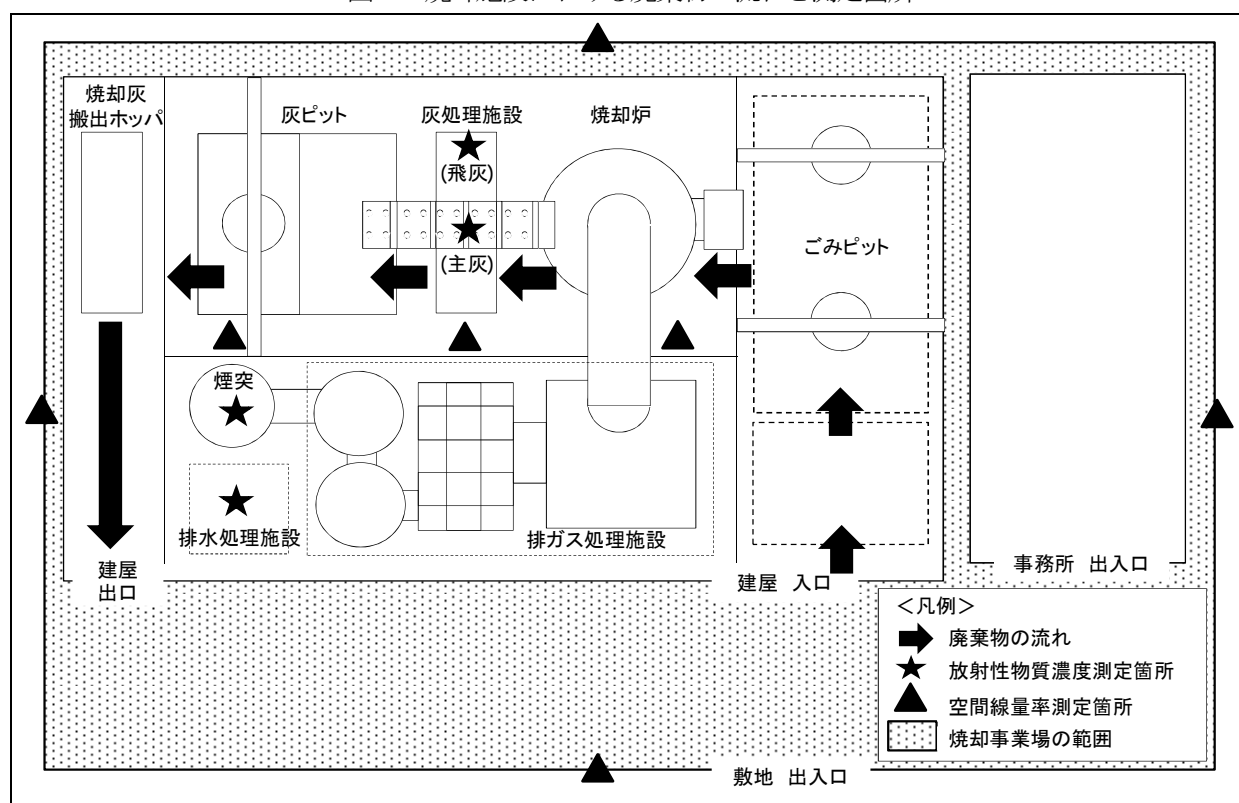 焼却灰
搬出ホッパ
灰ピット
灰処理施設
焼却炉
(飛灰)
(主灰)
ごみピット
煙突
排水処理施設
排ガス処理施設
建屋
出口
建屋 入口
事務所 出入口
<凡例>
廃棄物の流れ
放射性物質濃度測定箇所
空間線量率測定箇所
焼却事業場の範囲
敷地 出入口